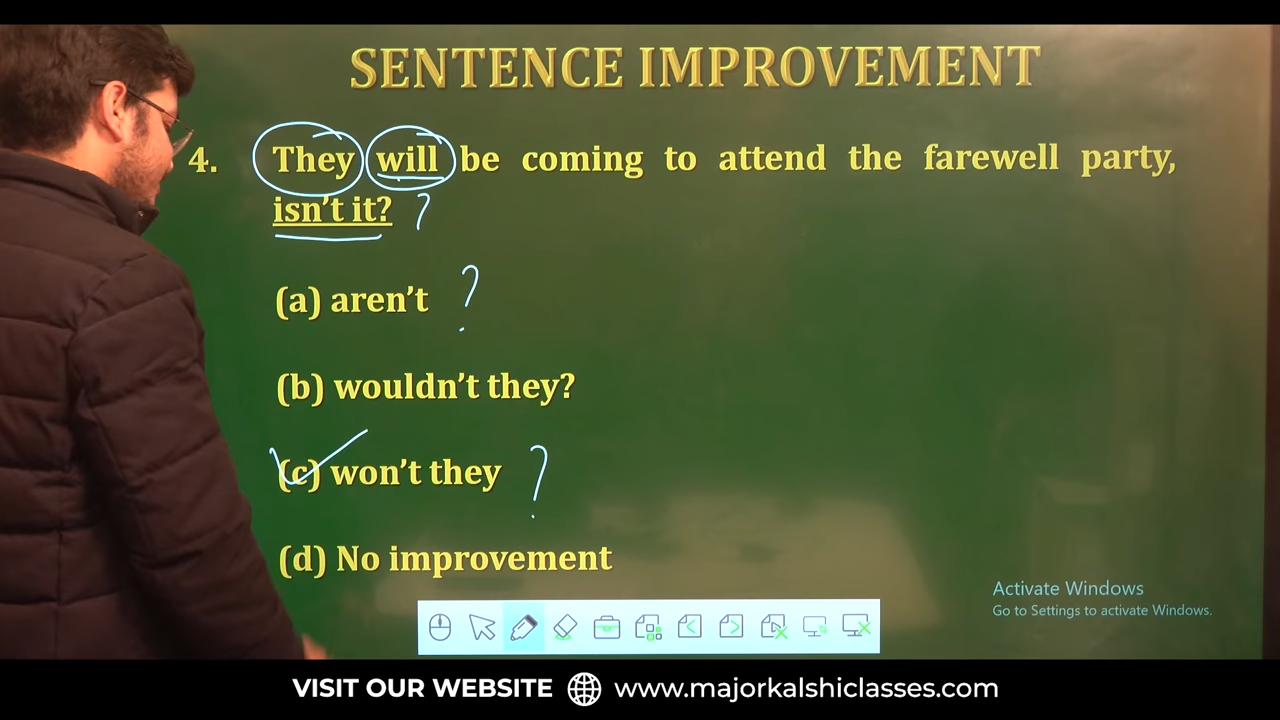 SENTENCE IMPROVEMENT
4. They will be coming to attend the farewell party,
isn't it? ?
(a) aren't ?
(b) wouldn't they?
(c) won't they ?
(d) No improvement
Activate Windows
Go to Settings to activate Windows.
VISIT OUR WEBSITE www.majorkalshiclasses.com